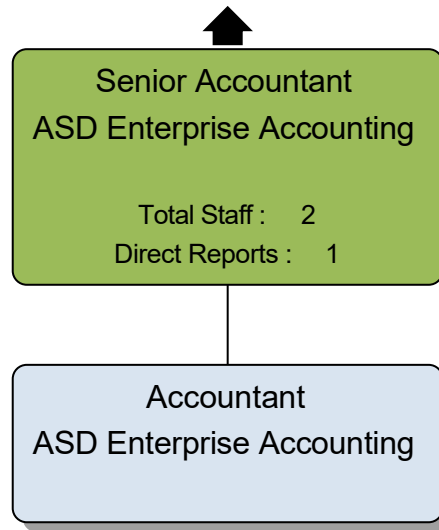 Senior Accountant
ASD Enterprise Accounting
Total Staff : 2
Direct Reports : 1
Accountant
ASD Enterprise Accounting